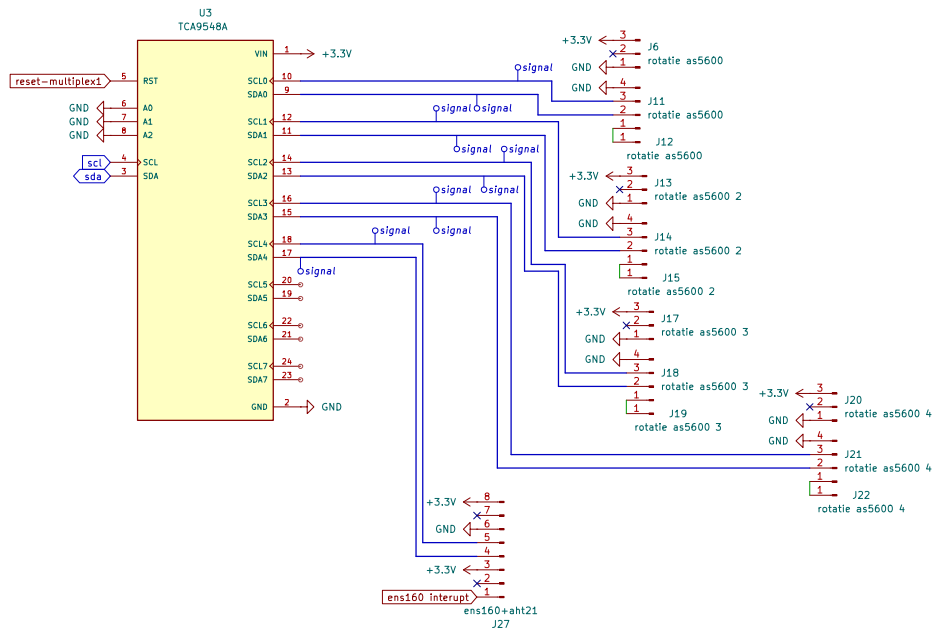 U3
TCA9548A
VIN 1 +3.3V
reset-multiplex1 5 RST
SCL0 10 signal
SDA0 9
GND 6 A0
GND 7 A1
GND 8 A2
SCL1 12 signal signal
SDA1 11
scl 4 SCL
sda 3 SDA
SCL2 14 signal signal
SDA2 13
SCL3 16 signal signal
SDA3 15
signal signal
SCL4 18
SDA4 17
signal
SCL5 20
SDA5 19
SCL6 22
SDA6 21
SCL7 24
SDA7 23
GND 2 GND
+3.3V 3
2
GND 1
J6
rotatie as5600
GND 4
3
2
J11
rotatie as5600
1
1
J12
rotatie as5600
+3.3V 3
2
GND 1
J13
rotatie as5600 2
GND 4
3
2
J14
rotatie as5600 2
1
1
J15
rotatie as5600 2
+3.3V 3
2
GND 1
J17
rotatie as5600 3
GND 4
3
2
J18
rotatie as5600 3
1
1
J19
rotatie as5600 3
+3.3V 3
2
GND 1
J20
rotatie as5600 4
GND 4
3
2
J21
rotatie as5600 4
1
1
J22
rotatie as5600 4
+3.3V 8
7
GND 6
5
4
+3.3V 3
2
ens160 interupt 1
ens160+aht21
J27